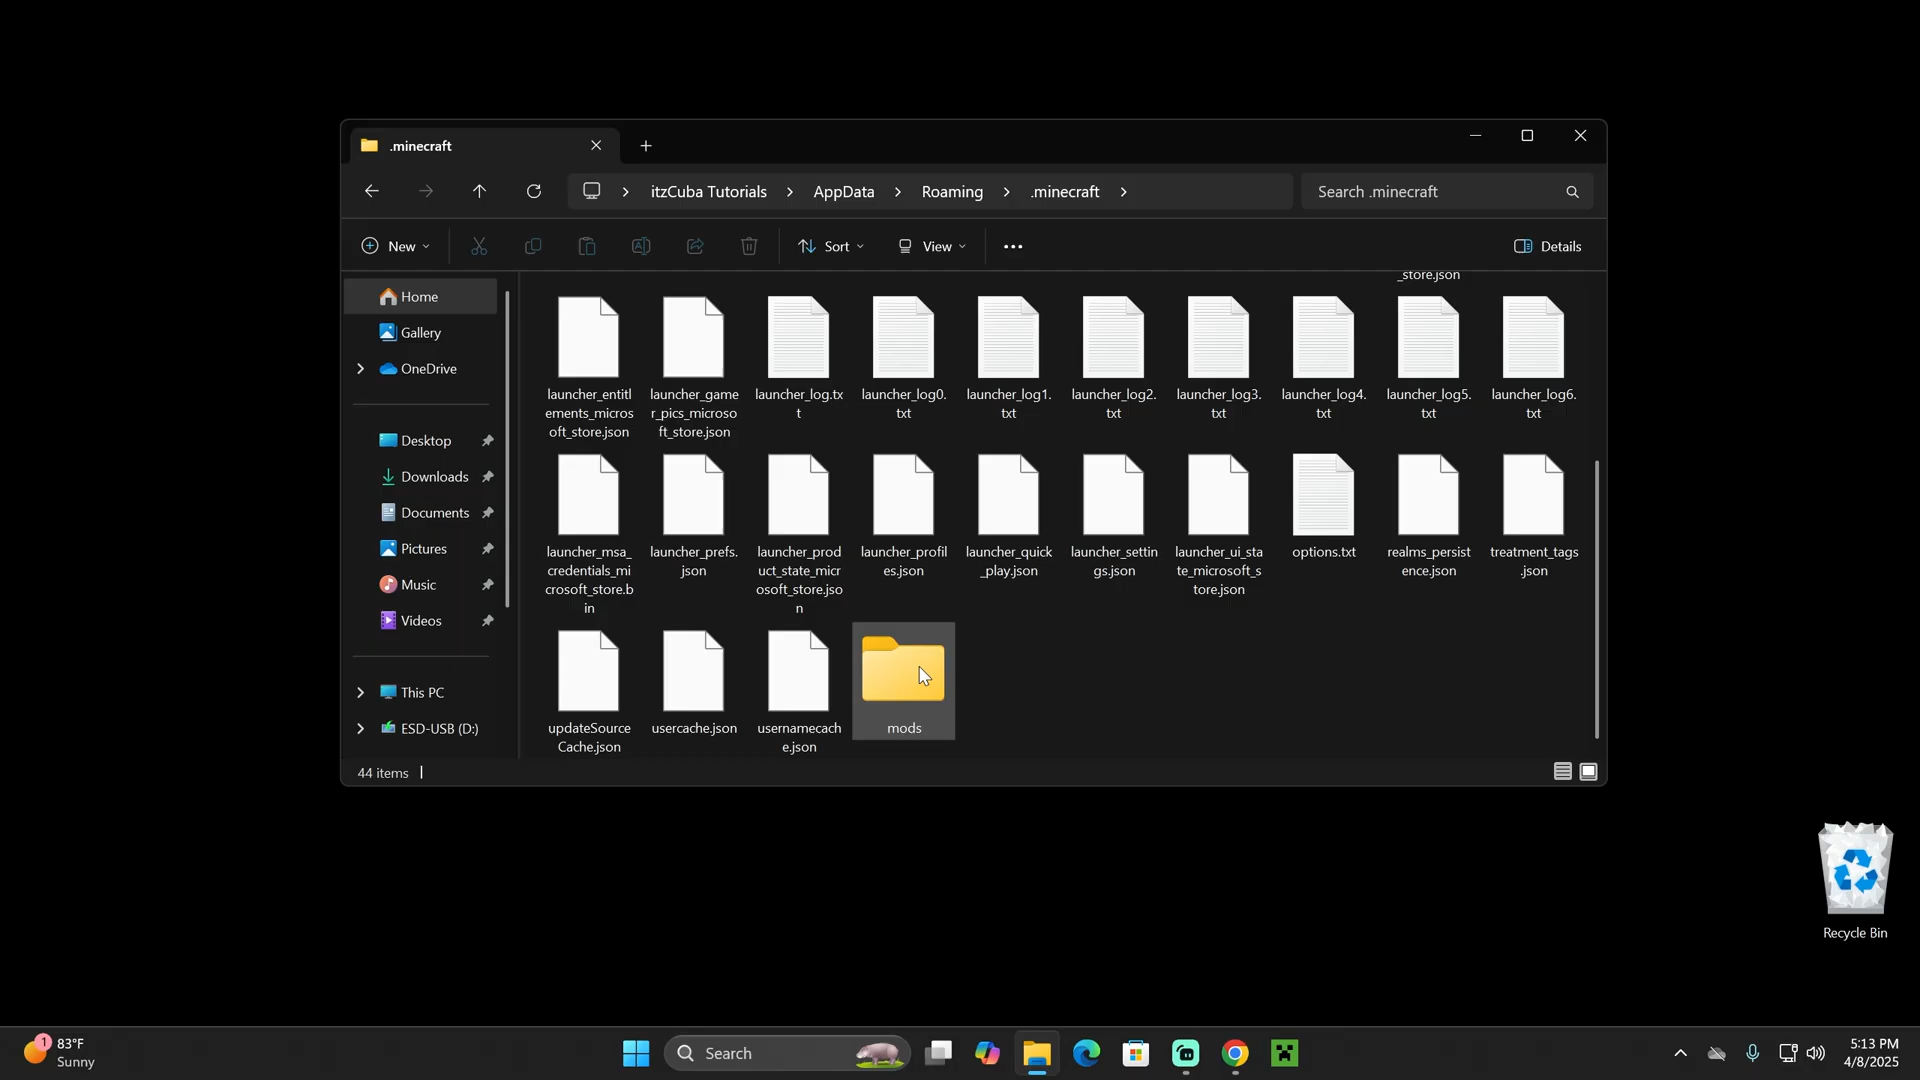 .minecraft
itzCuba Tutorials
AppData
Roaming
.minecraft
Search .minecraft
New
Sort
View
Details
Home
Gallery
OneDrive
Desktop
Downloads
Documents
Pictures
Music
Videos
This PC
ESD-USB (D:)
_store.json
launcher_entitl
ements_micros
oft_store.json
launcher_game
r_pics_microso
ft_store.json
launcher_log.tx
t
launcher_log0.
txt
launcher_log1.
txt
launcher_log2.
txt
launcher_log3.
txt
launcher_log4.
txt
launcher_log5.
txt
launcher_log6.
txt
launcher_msa_
credentials_mi
crosoft_store.b
in
launcher_prefs.
json
launcher_prod
uct_state_micr
osoft_store.jso
n
launcher_profil
es.json
launcher_quick
_play.json
launcher_settin
gs.json
launcher_ui_sta
te_microsoft_s
tore.json
options.txt
realms_persist
ence.json
treatment_tags
.json
updateSource
Cache.json
usercache.json
usernamecach
e.json
mods
44 items
Recycle Bin
1
83°F
Sunny
Search
5:13 PM
4/8/2025